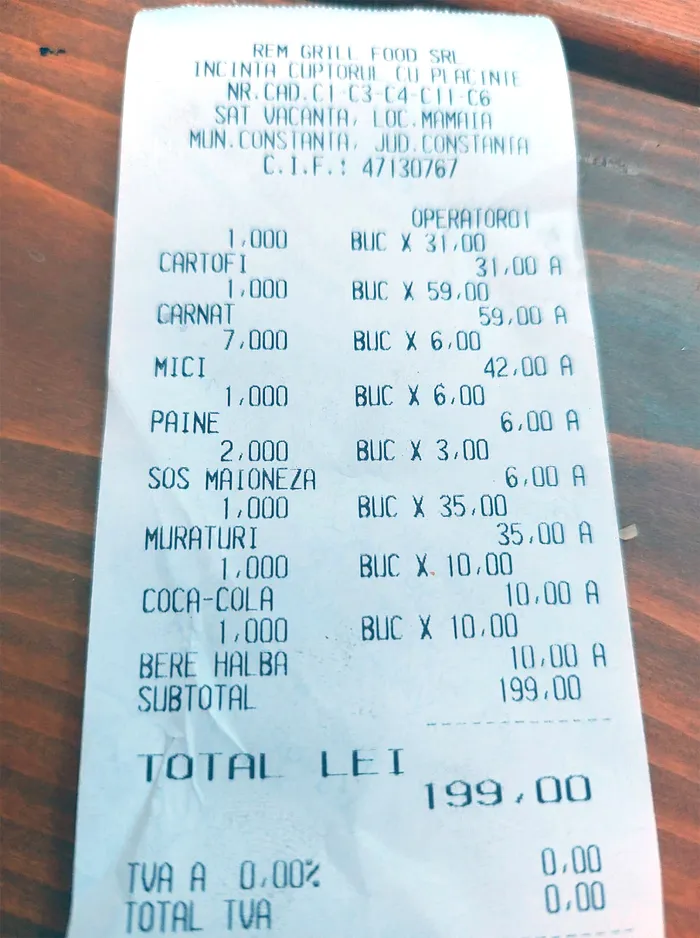 REM GRILL FOOD SRL
INCINTA CUPTORUL CU PLACINTE
NR.CAD.C1-C3-C4-C11-C6
SAT VACANTA, LOC.MAMAIA
MUN.CONSTANTA, JUD.CONSTANTA
C.I.F.: 47130767
OPERATOR01
1,000 BUC X 31,00
CARTOFI 31,00 A
1,000 BUC X 59,00
CARNAT 59,00 A
7,000 BUC X 6,00
MICI 42,00 A
1,000 BUC X 6,00
PAINE 6,00 A
2,000 BUC X 3,00
SOS MAIONEZA 6,00 A
1,000 BUC X 35,00
MURATURI 35,00 A
1,000 BUC X 10,00
COCA-COLA 10,00 A
1,000 BUC X 10,00
BERE HALBA 10,00 A
SUBTOTAL 199,00
TOTAL LEI
199,00
TVA A 0,00% 0,00
TOTAL TVA 0,00